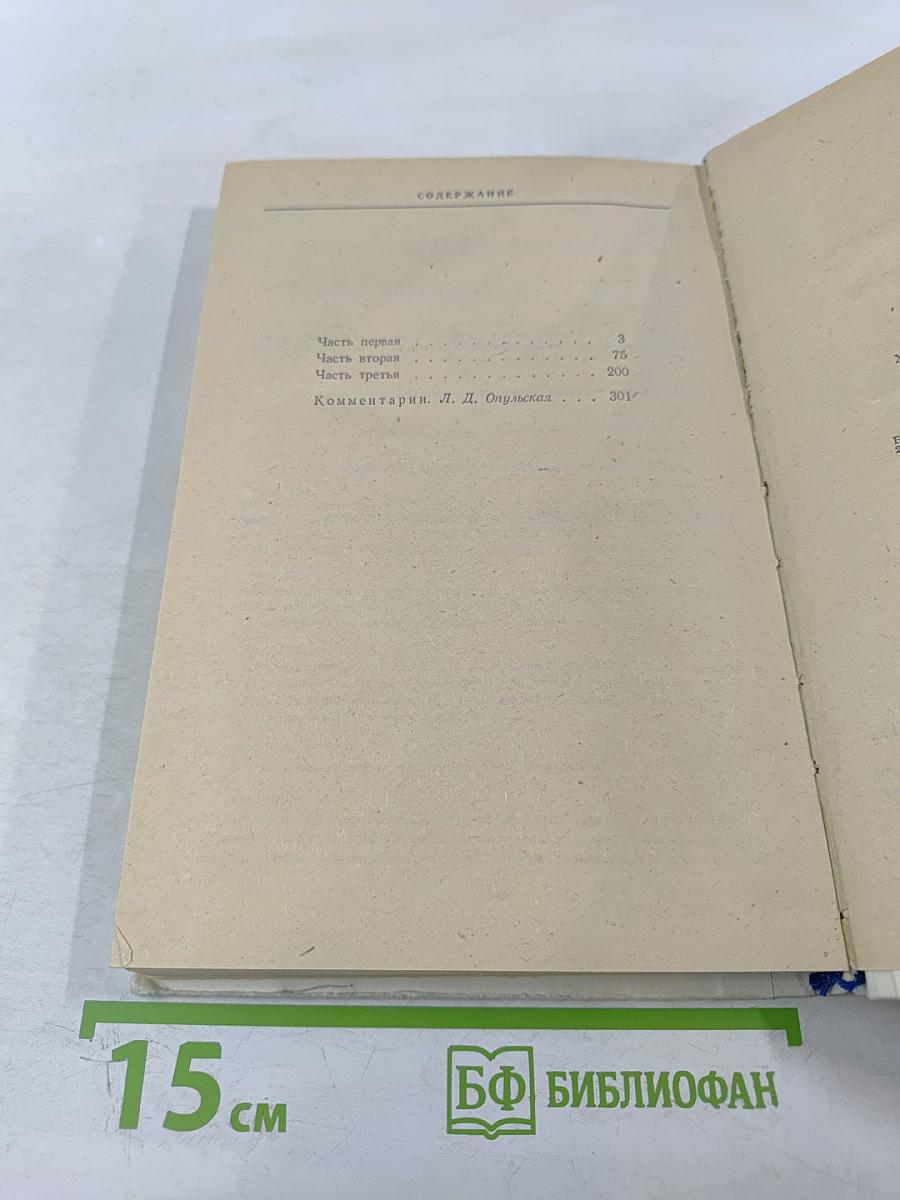 СОДЕРЖАНИЕ
Часть первая . . . . . . . . . . . . . 3
Часть вторая . . . . . . . . . . . . . 75
Часть третья . . . . . . . . . . . . . 200
Комментарии. Л. Д. Опульская . . . 301
15 см
БФ БИБЛИОФАН